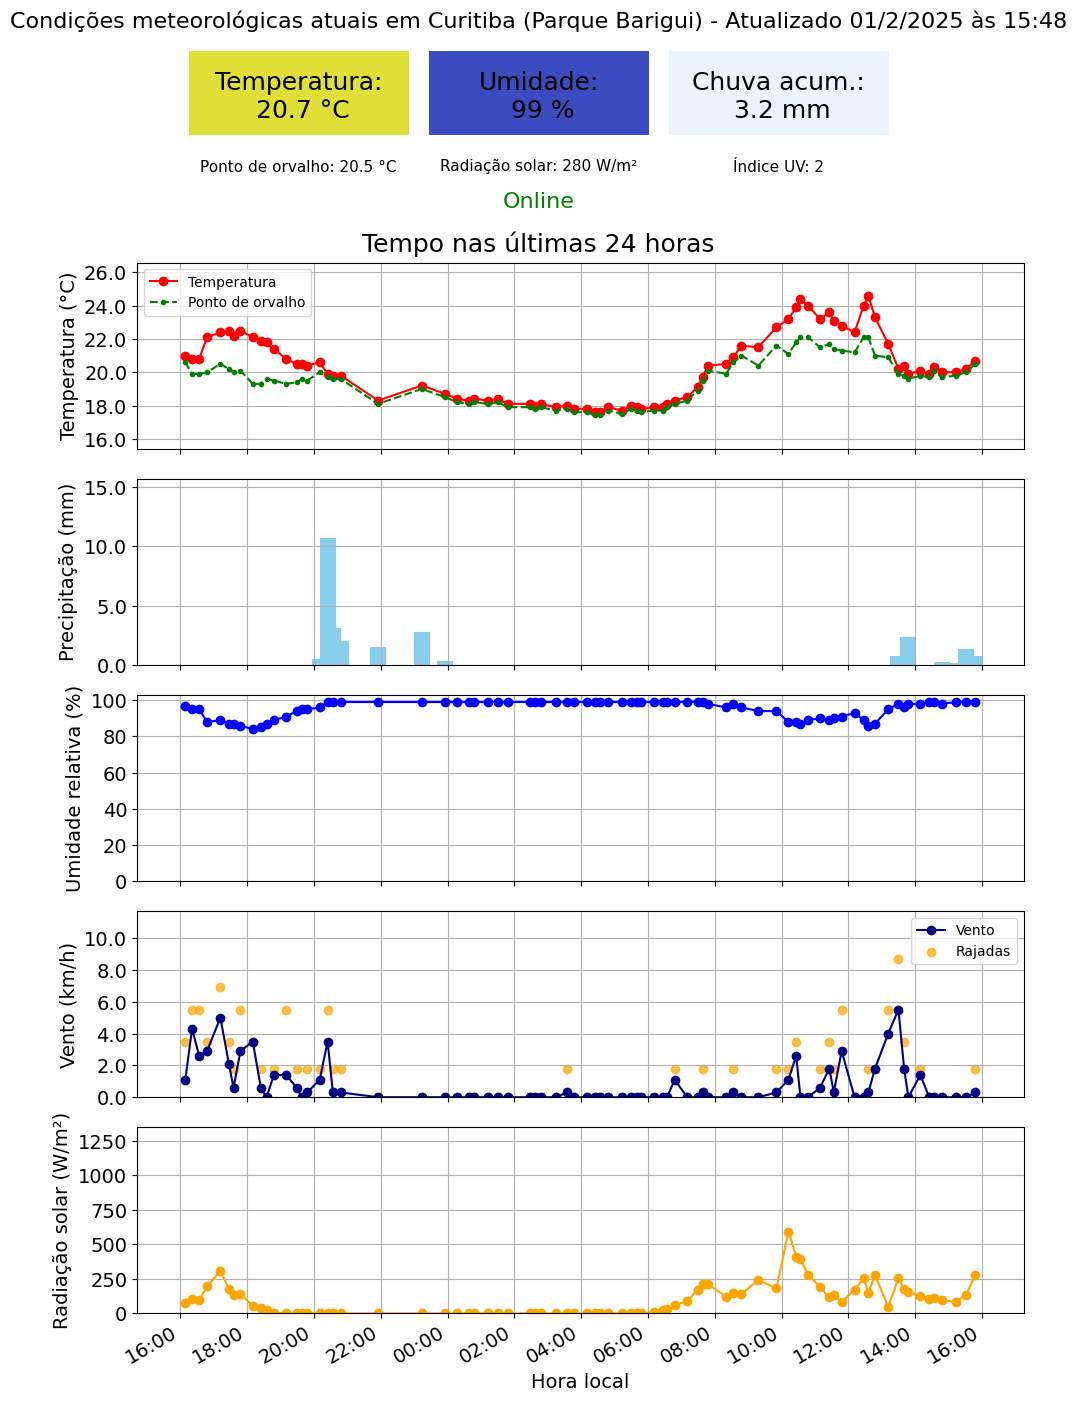 Condições meteorológicas atuais em Curitiba (Parque Barigui) - Atualizado 01/2/2025 às 15:48
Temperatura:
20.7 °C
Umidade:
99 %
Chuva acum.:
3.2 mm
Ponto de orvalho: 20.5 °C
Radiação solar: 280 W/m²
Índice UV: 2
Online
Tempo nas últimas 24 horas
Temperatura (°C)
26.0
24.0
22.0
20.0
18.0
16.0
Temperatura
Ponto de orvalho
Precipitação (mm)
15.0
10.0
5.0
0.0
Umidade relativa (%)
100
80
60
40
20
0
Vento (km/h)
10.0
8.0
6.0
4.0
2.0
0.0
Vento
Rajadas
Radiação solar (W/m²)
1250
1000
750
500
250
0
16:00
18:00
20:00
22:00
00:00
02:00
04:00
06:00
08:00
10:00
12:00
14:00
16:00
Hora local